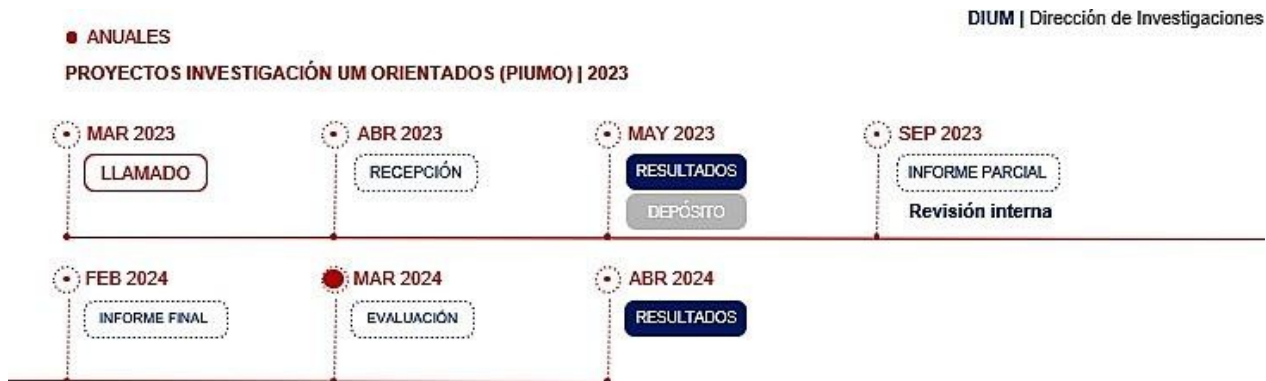 DIUM | Dirección de Investigaciones
ANUALES
PROYECTOS INVESTIGACIÓN UM ORIENTADOS (PIUMO) | 2023
MAR 2023
LLAMADO
ABR 2023
RECEPCIÓN
MAY 2023
RESULTADOS
DEPÓSITO
SEP 2023
INFORME PARCIAL
Revisión interna
FEB 2024
INFORME FINAL
MAR 2024
EVALUACIÓN
ABR 2024
RESULTADOS